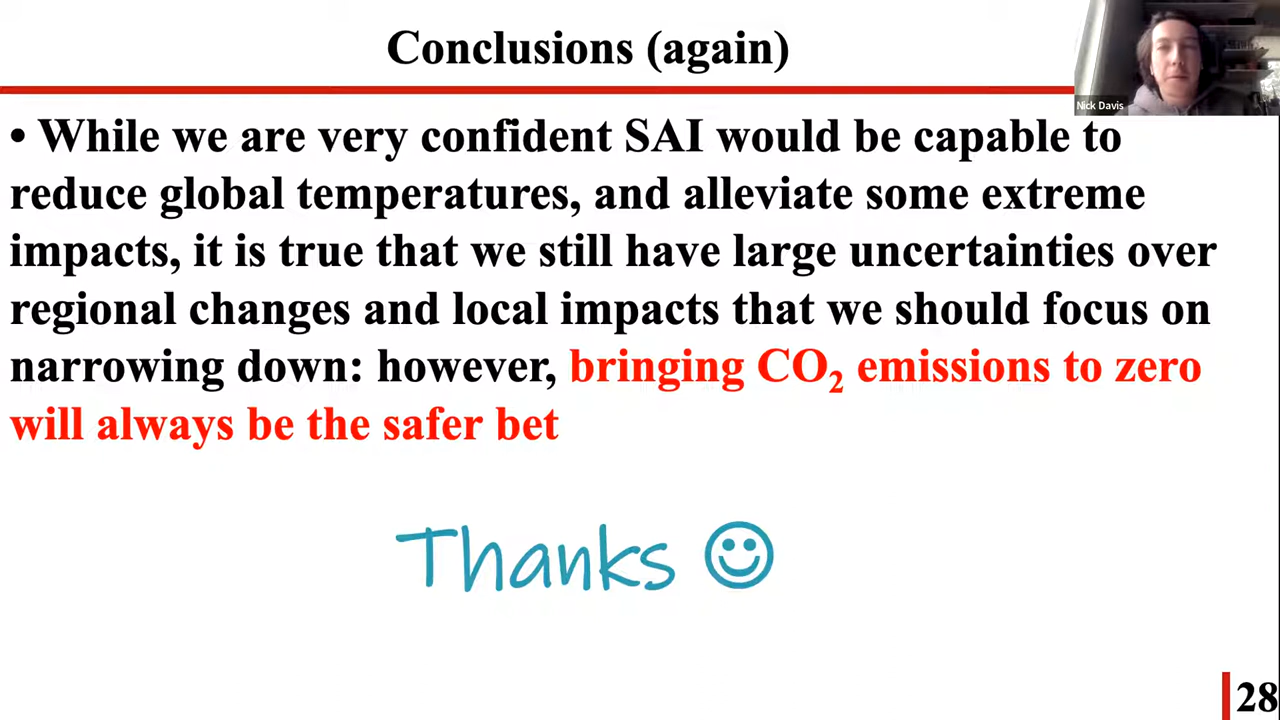 Conclusions (again)
Nick Davis
• While we are very confident SAI would be capable to
reduce global temperatures, and alleviate some extreme
impacts, it is true that we still have large uncertainties over
regional changes and local impacts that we should focus on
narrowing down: however, bringing CO₂ emissions to zero
will always be the safer bet
Thanks ☺
28